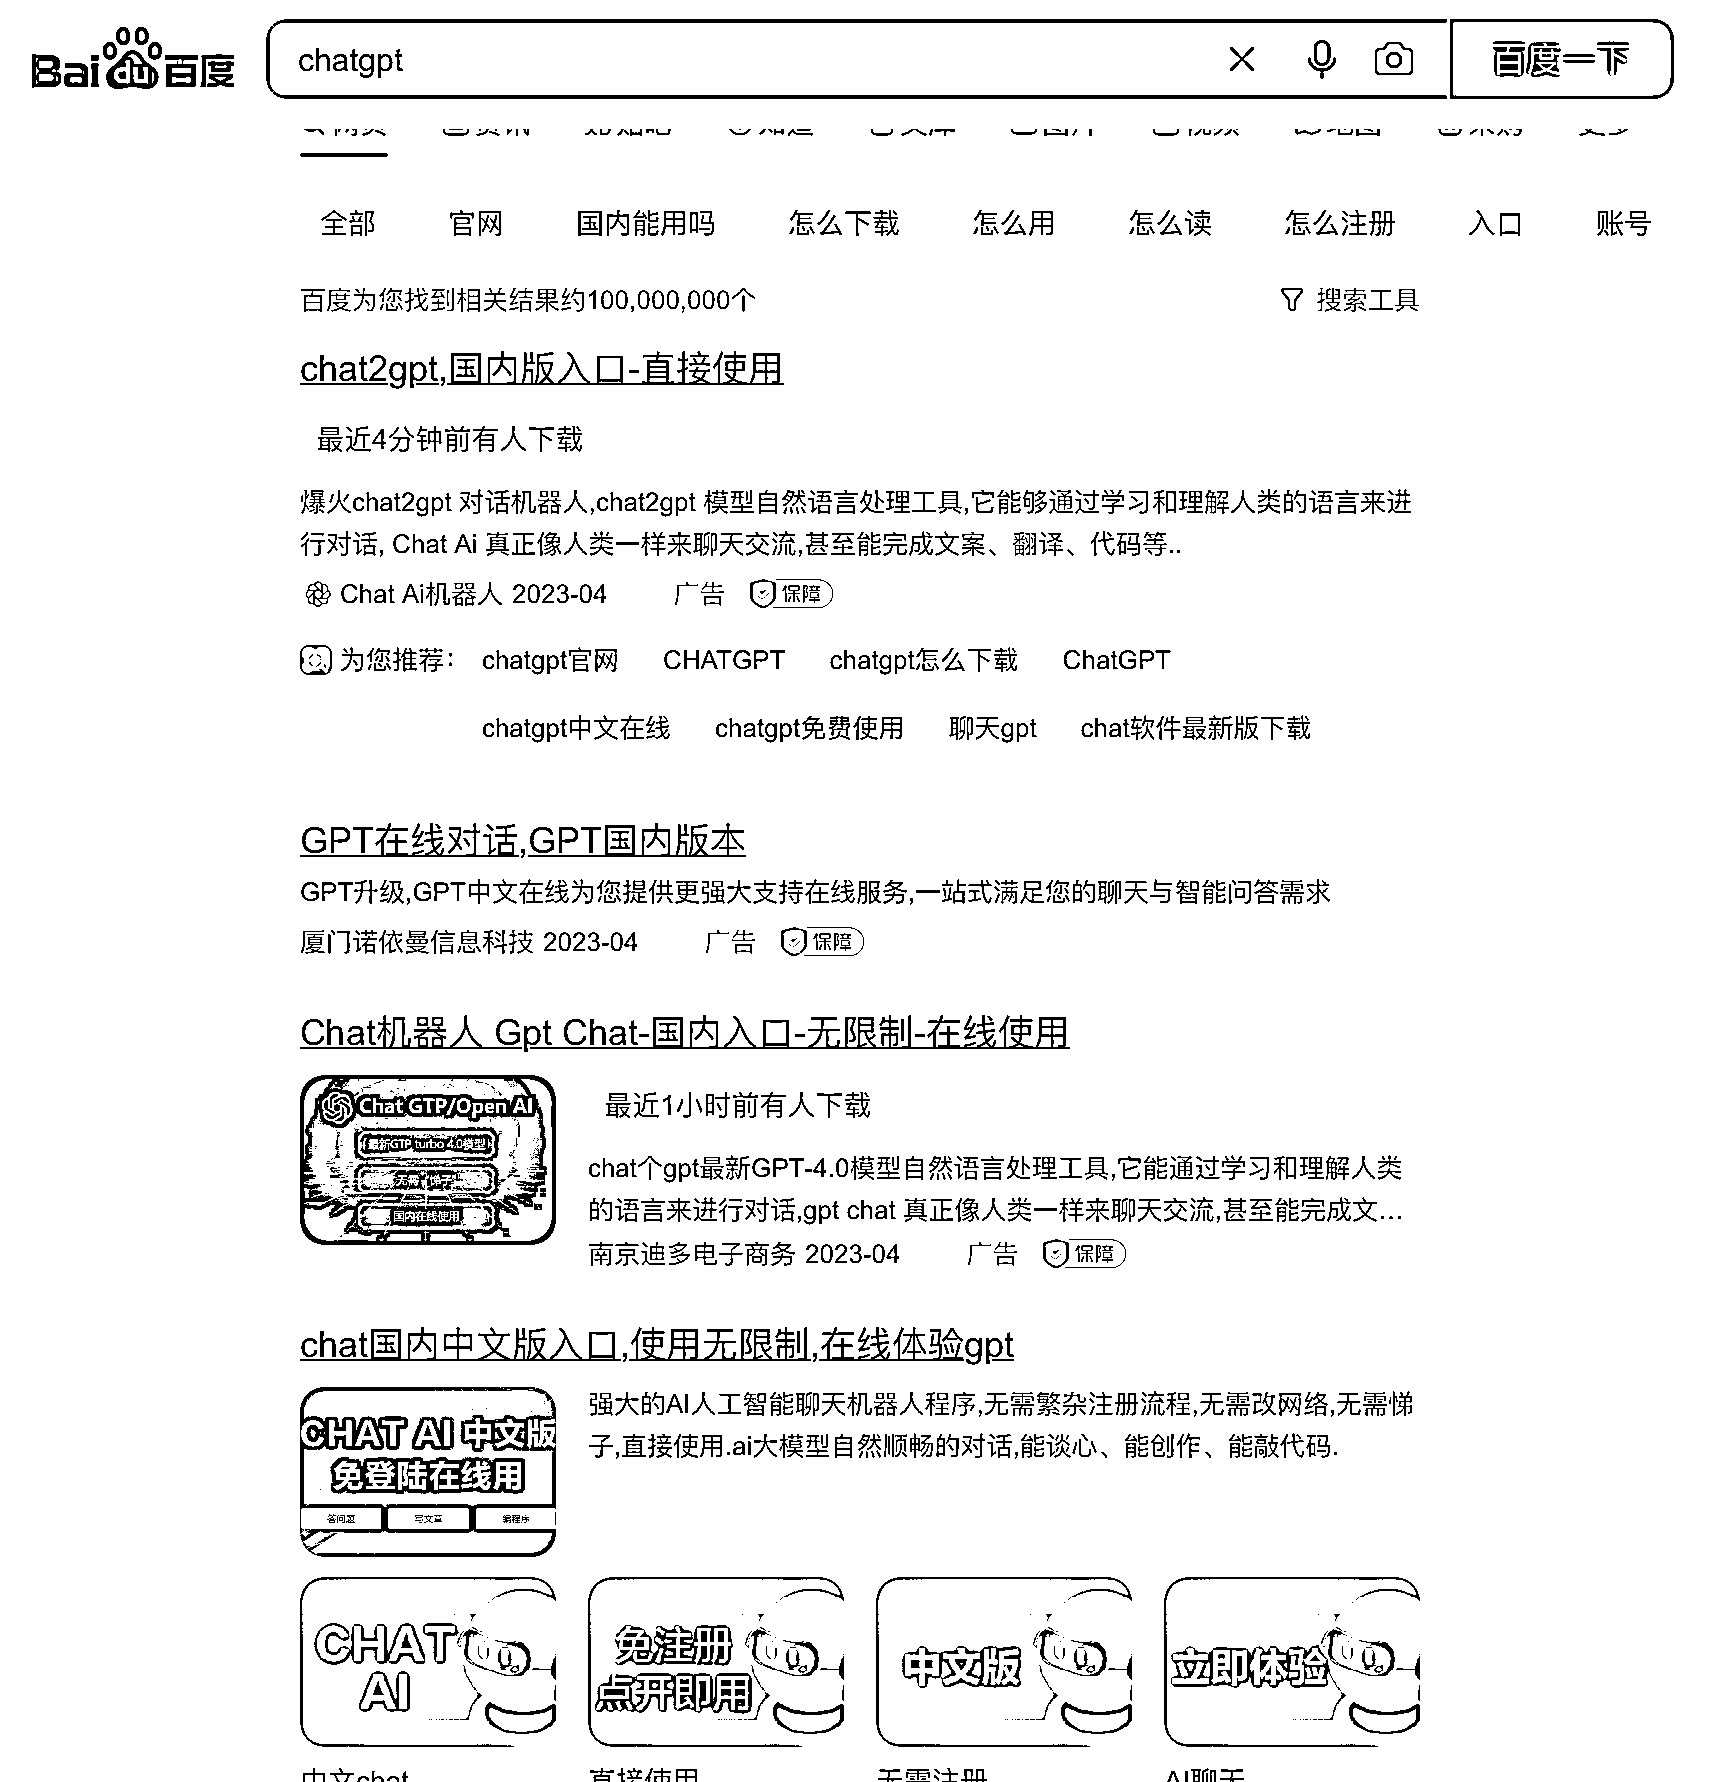 Bai du 百度
chatgpt
百度一下
网页 资讯 贴吧 知道 文库 图片 视频 地图 采购 更多
全部 官网 国内能用吗 怎么下载 怎么用 怎么读 怎么注册 入口 账号
百度为您找到相关结果约100,000,000个 搜索工具
chat2gpt,国内版入口-直接使用
最近4分钟前有人下载
爆火chat2gpt 对话机器人,chat2gpt 模型自然语言处理工具,它能够通过学习和理解人类的语言来进
行对话, Chat Ai 真正像人类一样来聊天交流,甚至能完成文案、翻译、代码等..
Chat Ai机器人 2023-04 广告 保障
为您推荐: chatgpt官网 CHATGPT chatgpt怎么下载 ChatGPT
chatgpt中文在线 chatgpt免费使用 聊天gpt chat软件最新版下载
GPT在线对话,GPT国内版本
GPT升级,GPT中文在线为您提供更强大支持在线服务,一站式满足您的聊天与智能问答需求
厦门诺依曼信息科技 2023-04 广告 保障
Chat机器人 Gpt Chat-国内入口-无限制-在线使用
Chat GTP/Open AI
最新GTP turbo 4.0模型
国内在线使用
最近1小时前有人下载
chat个gpt最新GPT-4.0模型自然语言处理工具,它能通过学习和理解人类
的语言来进行对话,gpt chat 真正像人类一样来聊天交流,甚至能完成文...
南京迪多电子商务 2023-04 广告 保障
chat国内中文版入口,使用无限制,在线体验gpt
CHAT AI 中文版
免登陆在线用
答问题 写文章 编程序
强大的AI人工智能聊天机器人程序,无需繁杂注册流程,无需改网络,无需悌
子,直接使用.ai大模型自然顺畅的对话,能谈心、能创作、能敲代码.
CHAT
AI
免注册
点开即用
中文版
立即体验
中文chat 直接使用 无需注册 AI聊天